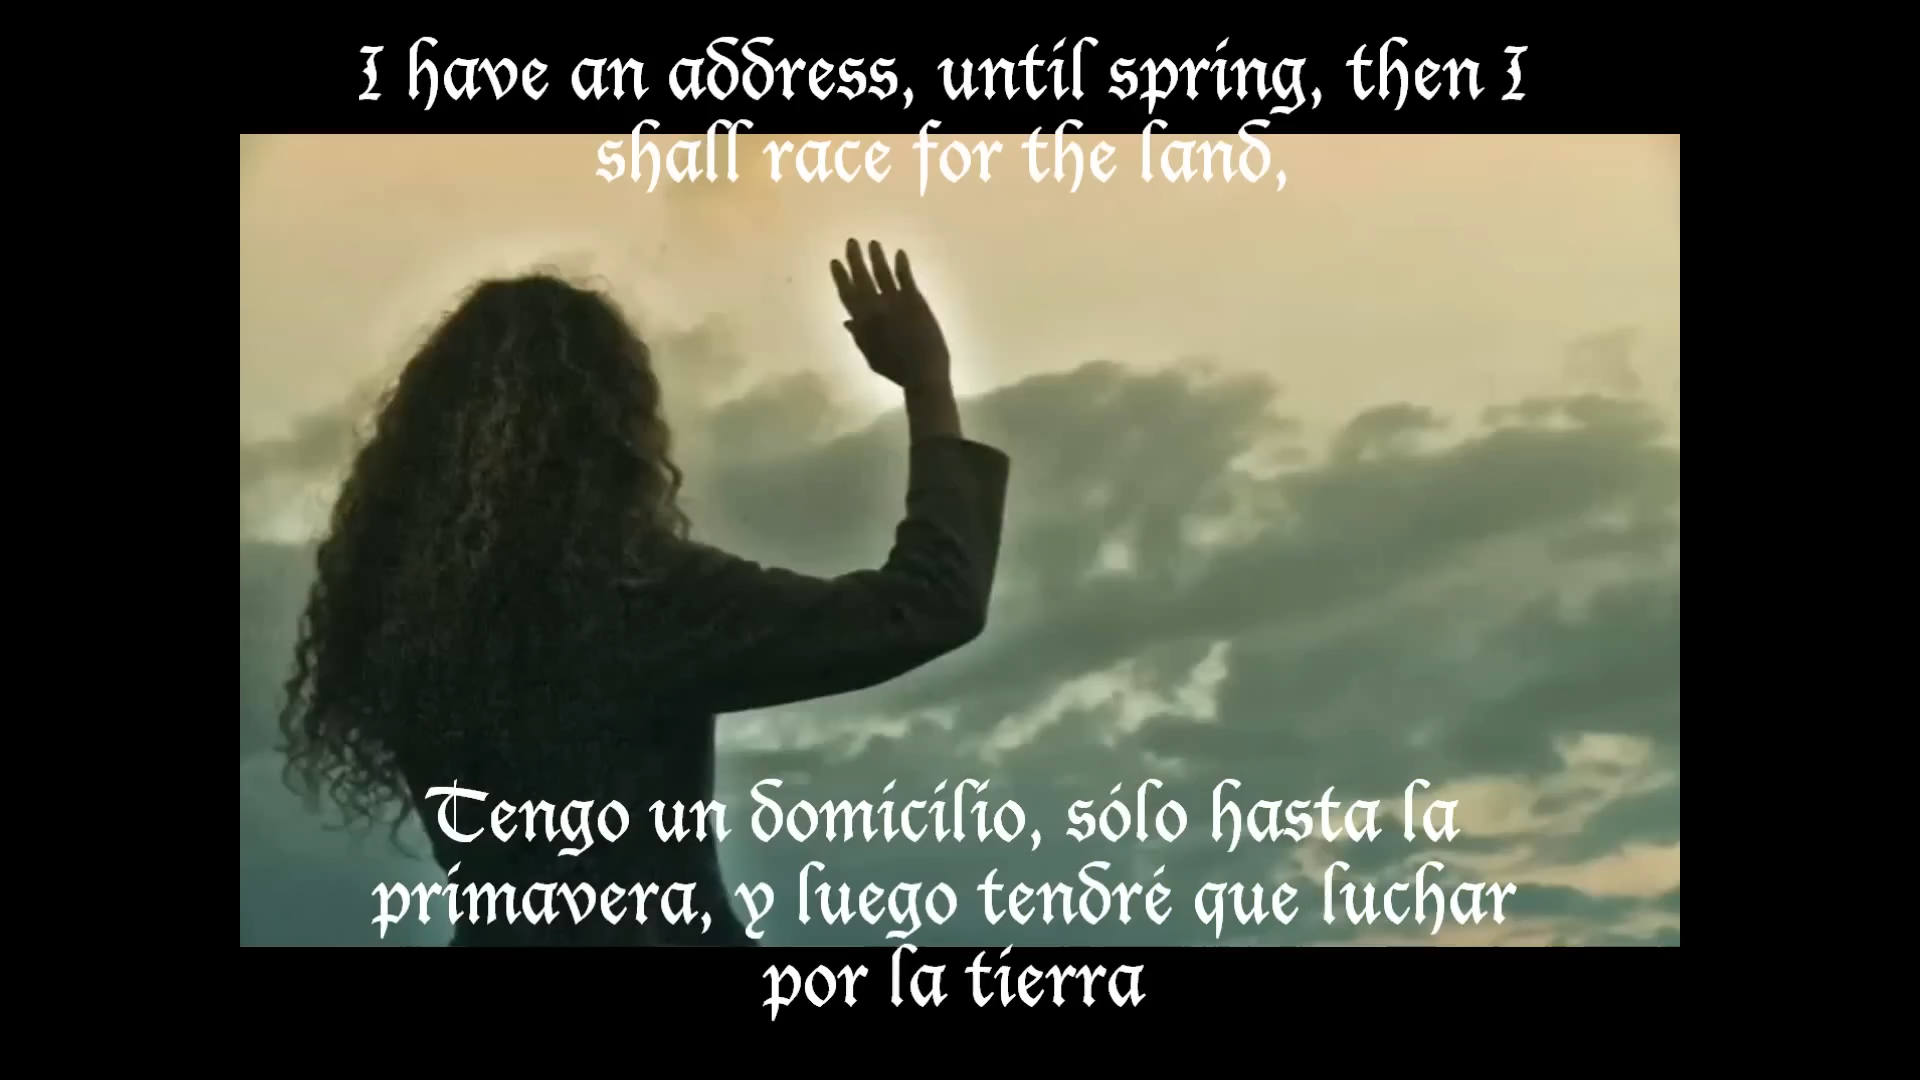 I have an address, until spring, then I
shall race for the land,
Tengo un domicilio, sólo hasta la
primavera, y luego tendré que luchar
por la tierra